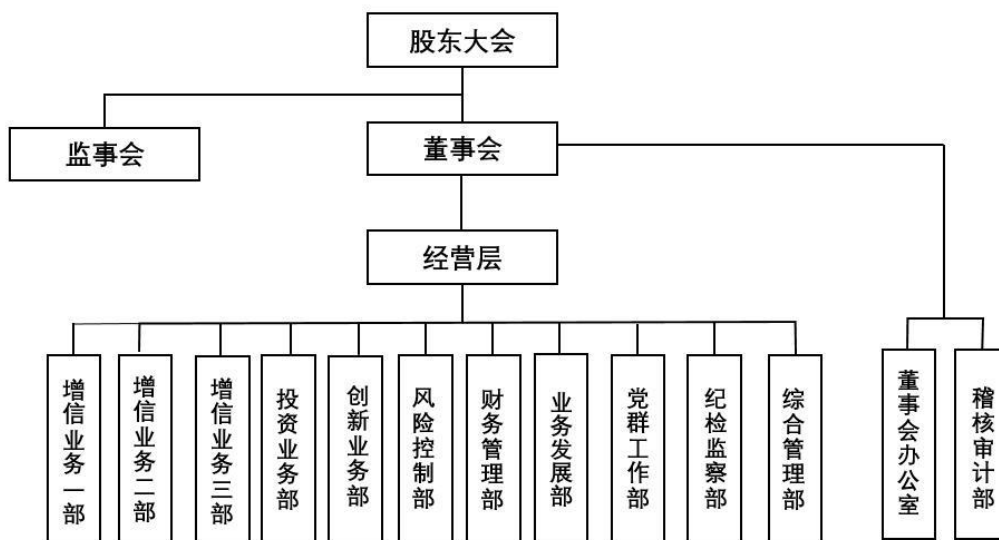 股东大会
监事会
董事会
经营层
增信业务一部
增信业务二部
增信业务三部
投资业务部
创新业务部
风险控制部
财务管理部
业务发展部
党群工作部
纪检监察部
综合管理部
董事会办公室
稽核审计部